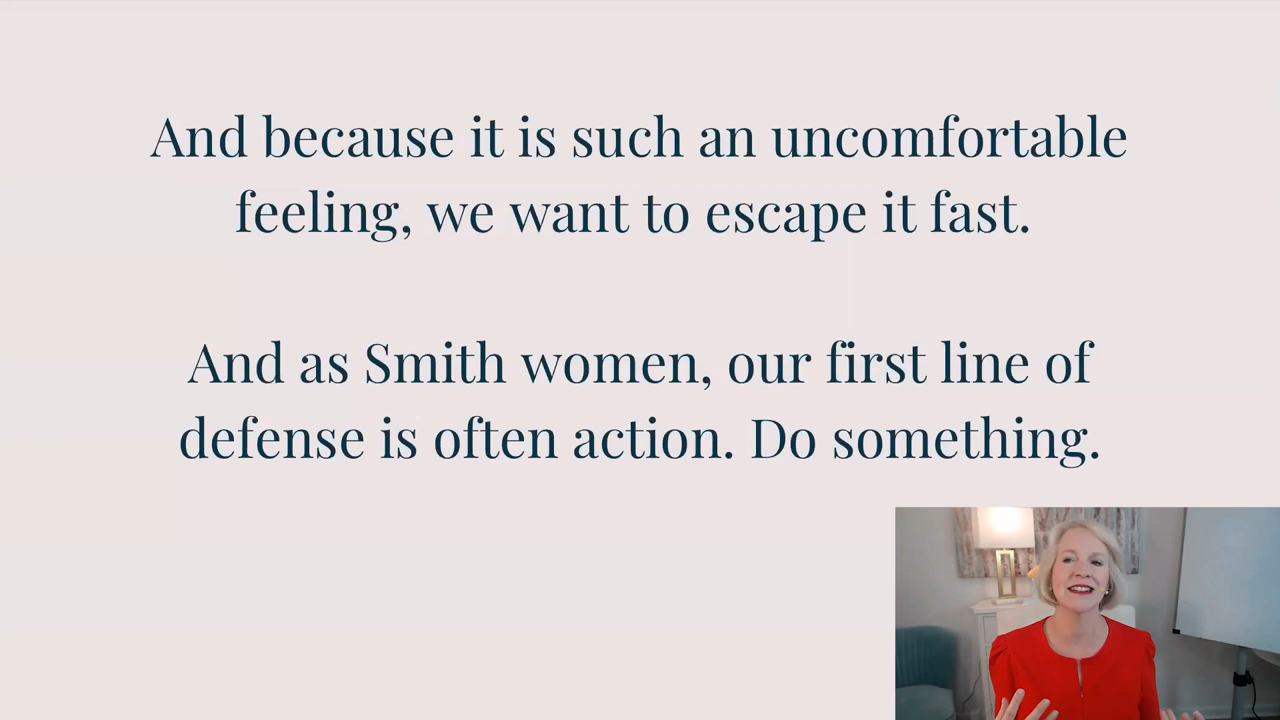 And because it is such an uncomfortable
feeling, we want to escape it fast.
And as Smith women, our first line of
defense is often action. Do something.